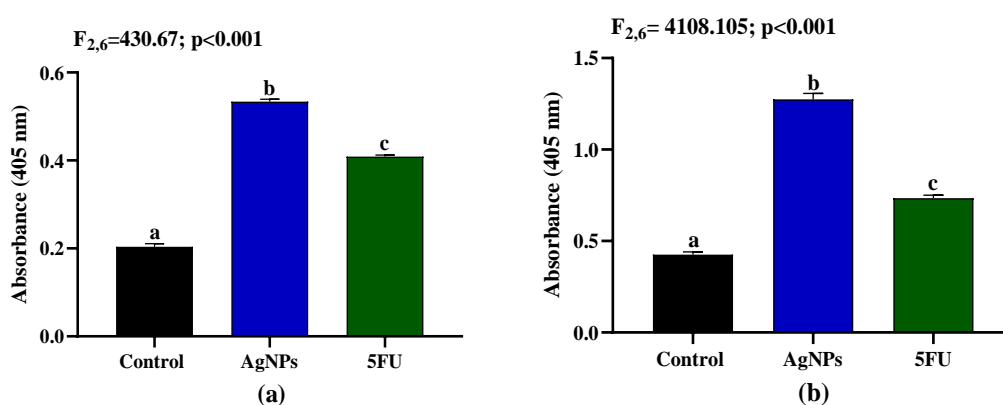 F2,6=430.67; p<0.001
Absorbance (405 nm)
0.6
0.4
0.2
0.0
a
b
c
Control
AgNPs
5FU
(a)
F2,6= 4108.105; p<0.001
Absorbance (405 nm)
1.5
1.0
0.5
0.0
a
b
c
Control
AgNPs
5FU
(b)